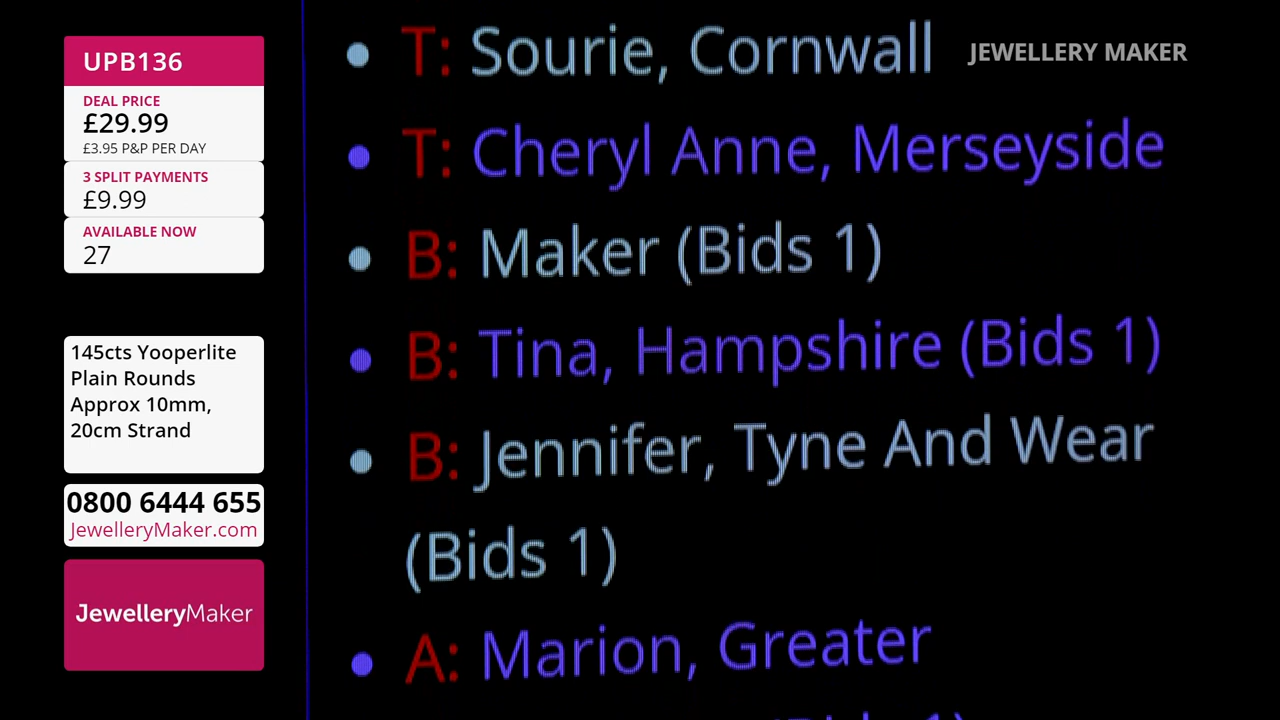 UPB136
DEAL PRICE
£29.99
£3.95 P&P PER DAY
3 SPLIT PAYMENTS
£9.99
AVAILABLE NOW
27
145cts Yooperlite
Plain Rounds
Approx 10mm,
20cm Strand
0800 6444 655
JewelleryMaker.com
JewelleryMaker
JEWELLERY MAKER
• T: Sourie, Cornwall
• T: Cheryl Anne, Merseyside
• B: Maker (Bids 1)
• B: Tina, Hampshire (Bids 1)
• B: Jennifer, Tyne And Wear
(Bids 1)
• A: Marion, Greater